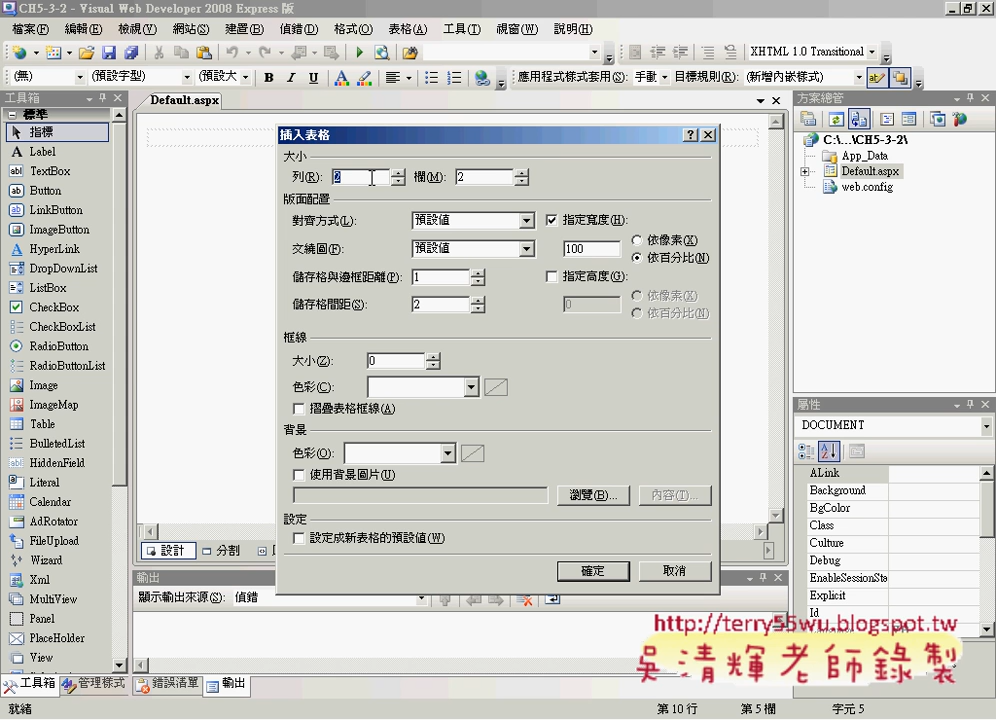 CH5-3-2 - Visual Web Developer 2008 Express 版
檔案(F) 編輯(E) 檢視(V) 網站(S) 建置(B) 偵錯(D) 格式(O) 表格(A) 工具(T) 視窗(W) 說明(H)
XHTML 1.0 Transitional
(無) (預設字型) (預設大 B I U 應用程式樣式套用(S): 手動 目標規則(R): (新增內嵌樣式)
工具箱
標準
指標
Label
TextBox
Button
LinkButton
ImageButton
HyperLink
DropDownList
ListBox
CheckBox
CheckBoxList
RadioButton
RadioButtonList
Image
ImageMap
Table
BulletedList
HiddenField
Literal
Calendar
AdRotator
FileUpload
Wizard
Xml
MultiView
Panel
PlaceHolder
View
工具箱 管理樣式
Default.aspx
設計 分割
插入表格
大小
列(R): 2 欄(M): 2
版面配置
對齊方式(L): 預設值 指定寬度(H):
交繞圖(F): 預設值 100 依像素(X)
依百分比(N)
儲存格與邊框距離(P): 1 指定高度(G):
儲存格間距(S): 2 0 依像素(X)
依百分比(N)
框線
大小(Z): 0
色彩(C):
摺疊表格框線(A)
背景
色彩(O):
使用背景圖片(U)
瀏覽(B)... 內容(I)...
設定
設定成新表格的預設值(W)
確定 取消
輸出
顯示輸出來源(S): 偵錯
錯誤清單 輸出
方案總管
C:\...\CH5-3-2\
App_Data
Default.aspx
web.config
屬性
DOCUMENT
ALink
Background
BgColor
Class
Culture
Debug
EnableSessionSta
Explicit
Id
http://terry55wu.blogspot.tw
吳清輝老師錄製
就緒 第 10 行 第 5 欄 字元 5